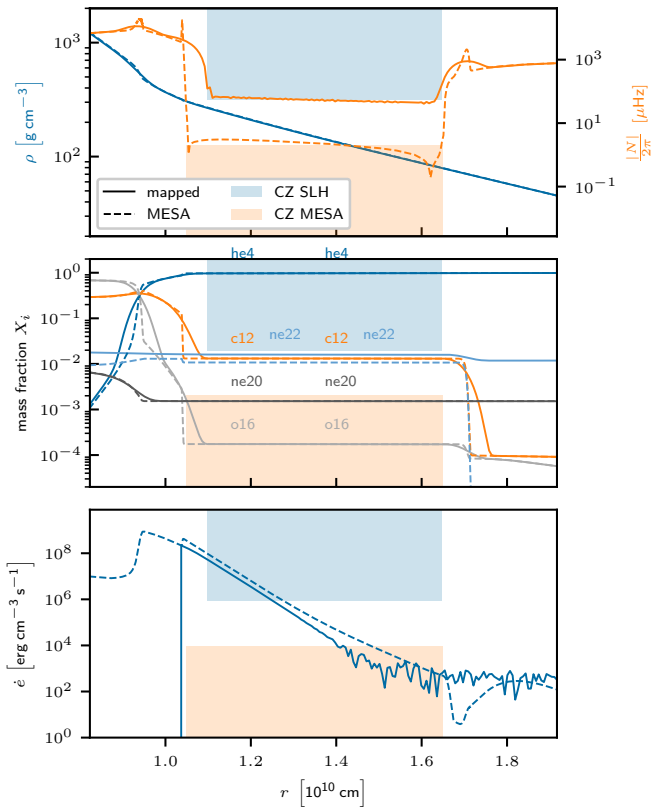 10³
10²
ρ [g cm⁻³]
10³
10¹
10⁻¹
|N|/2π [μHz]
mapped
MESA
CZ SLH
CZ MESA
he4 he4
c12 ne22 c12 ne22
ne20 ne20
o16 o16
10⁰
10⁻¹
10⁻²
10⁻³
10⁻⁴
mass fraction Xᵢ
10⁸
10⁶
10⁴
10²
10⁰
ė [erg cm⁻³ s⁻¹]
1.0 1.2 1.4 1.6 1.8
r [10¹⁰ cm]